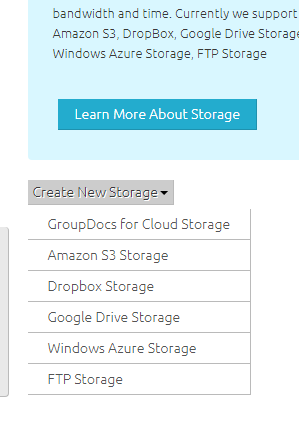 bandwidth and time. Currently we support
Amazon S3, DropBox, Google Drive Storage
Windows Azure Storage, FTP Storage
Learn More About Storage
Create New Storage
GroupDocs for Cloud Storage
Amazon S3 Storage
Dropbox Storage
Google Drive Storage
Windows Azure Storage
FTP Storage